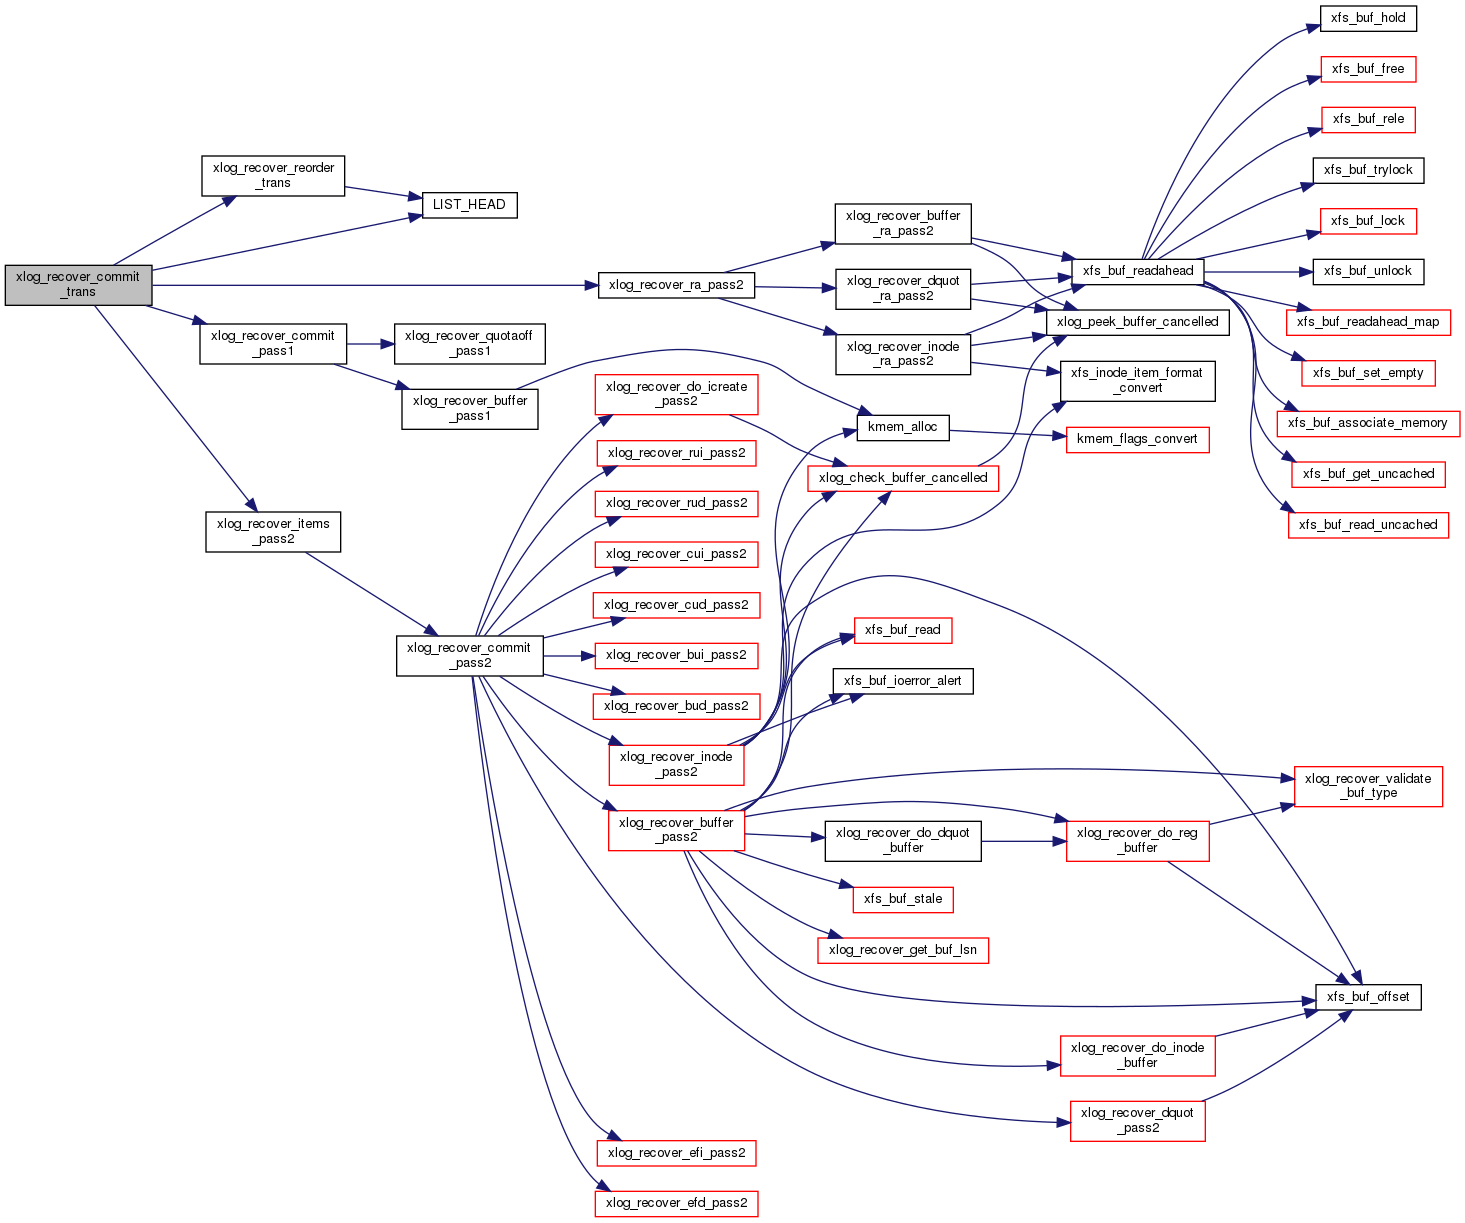 xfs_buf_hold
xfs_buf_free
xfs_buf_rele
xlog_recover_reorder
_trans
xfs_buf_trylock
LIST_HEAD
xlog_recover_buffer
_ra_pass2
xfs_buf_lock
xlog_recover_commit
_trans
xlog_recover_ra_pass2
xlog_recover_dquot
_ra_pass2
xfs_buf_readahead
xfs_buf_unlock
xlog_recover_commit
_pass1
xlog_recover_quotaoff
_pass1
xlog_recover_inode
_ra_pass2
xlog_peek_buffer_cancelled
xfs_buf_readahead_map
xlog_recover_buffer
_pass1
xlog_recover_do_icreate
_pass2
xfs_inode_item_format
_convert
xfs_buf_set_empty
kmem_alloc
kmem_flags_convert
xfs_buf_associate_memory
xlog_recover_rui_pass2
xlog_check_buffer_cancelled
xfs_buf_get_uncached
xlog_recover_items
_pass2
xlog_recover_rud_pass2
xfs_buf_read_uncached
xlog_recover_cui_pass2
xlog_recover_cud_pass2
xfs_buf_read
xlog_recover_commit
_pass2
xlog_recover_bui_pass2
xfs_buf_ioerror_alert
xlog_recover_bud_pass2
xlog_recover_inode
_pass2
xlog_recover_validate
_buf_type
xlog_recover_buffer
_pass2
xlog_recover_do_dquot
_buffer
xlog_recover_do_reg
_buffer
xfs_buf_stale
xlog_recover_get_buf_lsn
xfs_buf_offset
xlog_recover_do_inode
_buffer
xlog_recover_dquot
_pass2
xlog_recover_efi_pass2
xlog_recover_efd_pass2